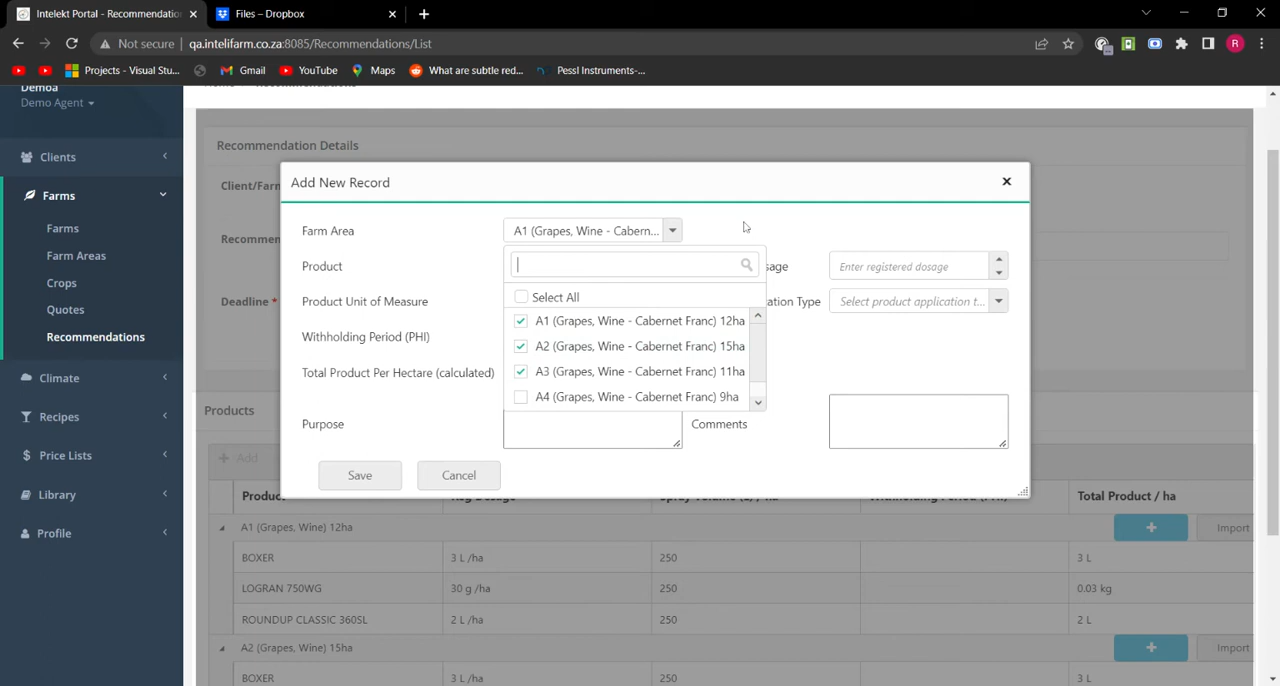 Intelekt Portal - Recommendation
Files – Dropbox
Not secure
qa.intelifarm.co.za:8085/Recommendations/List
R
Projects - Visual Stu...
Gmail
YouTube
Maps
What are subtle red...
Pessl Instruments-...
Demoa
Demo Agent
Clients
Farms
Farms
Farm Areas
Crops
Quotes
Recommendations
Climate
Recipes
Price Lists
Library
Profile
Recommendation Details
Client/Farm
Recommen
Deadline *
Add New Record
Farm Area
A1 (Grapes, Wine - Cabern...
Product
sage
Enter registered dosage
Select All
Product Unit of Measure
ation Type
Select product application t...
A1 (Grapes, Wine - Cabernet Franc) 12ha
Withholding Period (PHI)
A2 (Grapes, Wine - Cabernet Franc) 15ha
Total Product Per Hectare (calculated)
A3 (Grapes, Wine - Cabernet Franc) 11ha
A4 (Grapes, Wine - Cabernet Franc) 9ha
Purpose
Comments
Save
Cancel
Products
Add
Product
Reg Dosage
Spray Volume (L) / ha
Withholding Period (PHI)
Total Product / ha
A1 (Grapes, Wine) 12ha
+
Import
BOXER
3 L /ha
250
3 L
LOGRAN 750WG
30 g /ha
250
0.03 kg
ROUNDUP CLASSIC 360SL
2 L /ha
250
2 L
A2 (Grapes, Wine) 15ha
+
Import
BOXER
3 L /ha
250
3 L